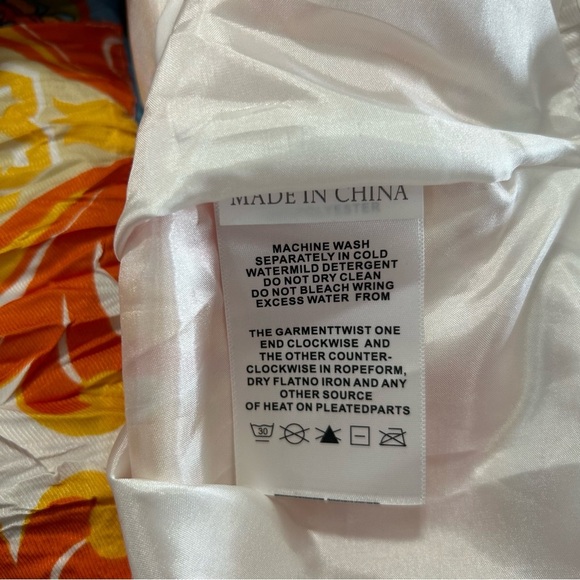 MADE IN CHINA
MACHINE WASH
SEPARATELY IN COLD
WATERMILD DETERGENT
DO NOT DRY CLEAN
DO NOT BLEACH WRING
EXCESS WATER FROM
THE GARMENTTWIST ONE
END CLOCKWISE AND
THE OTHER COUNTER-
CLOCKWISE IN ROPEFORM,
DRY FLATNO IRON AND ANY
OTHER SOURCE
OF HEAT ON PLEATEDPARTS
30